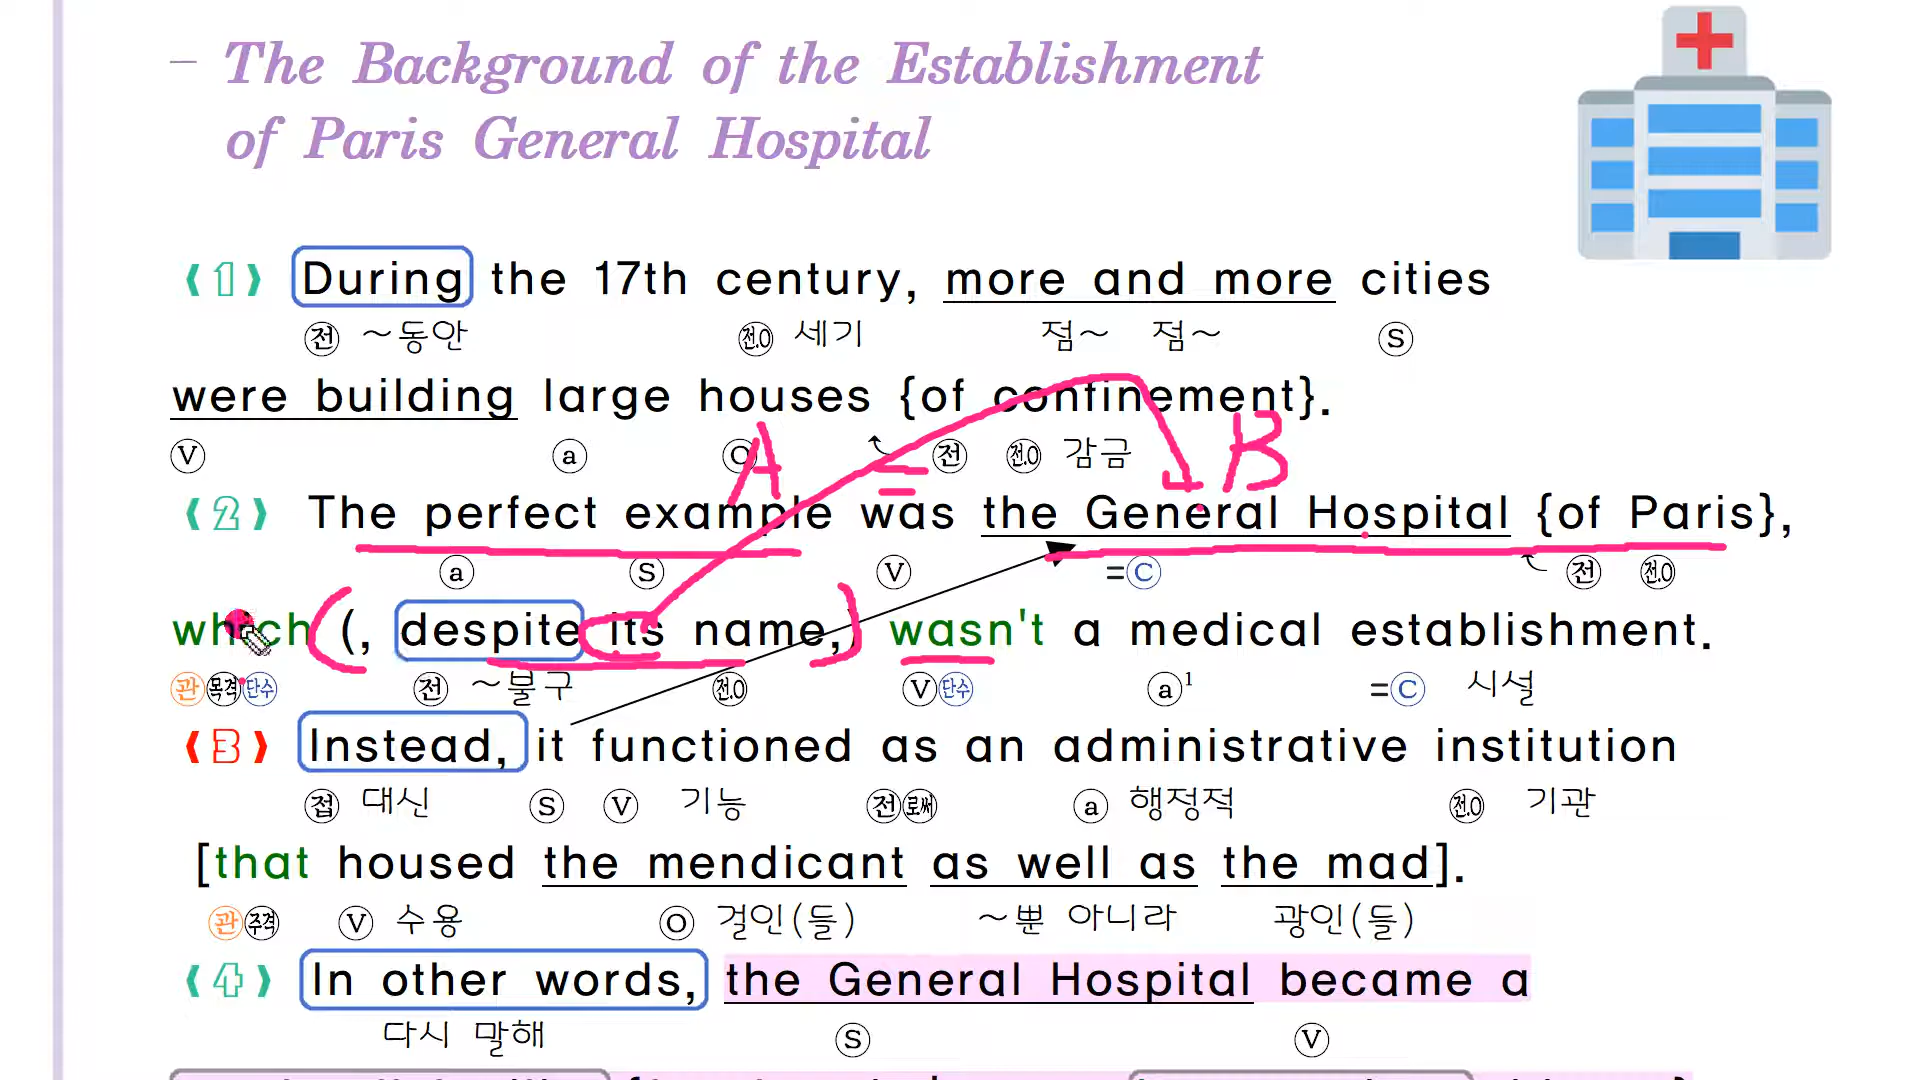 – The Background of the Establishment
of Paris General Hospital
(1) During the 17th century, more and more cities
전 ~동안 전.O 세기 점~ 점~ S
were building large houses {of confinement}.
V a O 전 전.O 감금
A = B
(2) The perfect example was the General Hospital {of Paris},
a S V =C 전 전.O
which (, despite its name,) wasn't a medical establishment.
관 목격 단수 전 ~불구 전.O V 단수 a¹ =C 시설
(3) Instead, it functioned as an administrative institution
접 대신 S V 기능 전 로써 a 행정적 전.O 기관
[that housed the mendicant as well as the mad].
관 주격 V 수용 O 걸인(들) ~뿐 아니라 광인(들)
(4) In other words, the General Hospital became a
다시 말해 S V